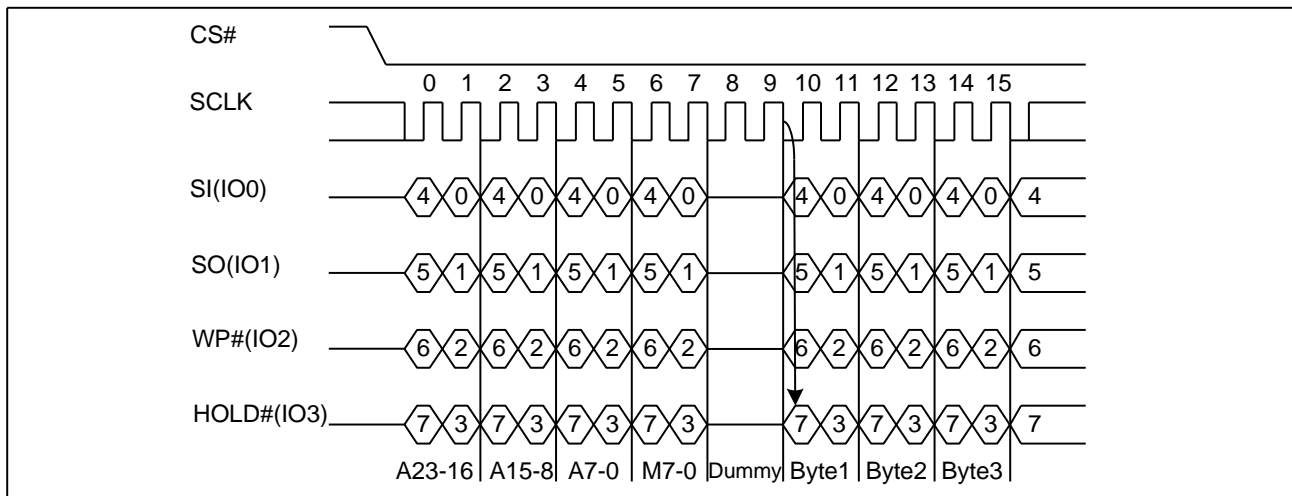 CS#
0 1 2 3 4 5 6 7 8 9 10 11 12 13 14 15
SCLK
SI(IO0) 4 0 4 0 4 0 4 0 4 0 4 0 4 0 4
SO(IO1) 5 1 5 1 5 1 5 1 5 1 5 1 5 1 5
WP#(IO2) 6 2 6 2 6 2 6 2 6 2 6 2 6 2 6
HOLD#(IO3) 7 3 7 3 7 3 7 3 7 3 7 3 7 3 7
A23-16 A15-8 A7-0 M7-0 Dummy Byte1 Byte2 Byte3